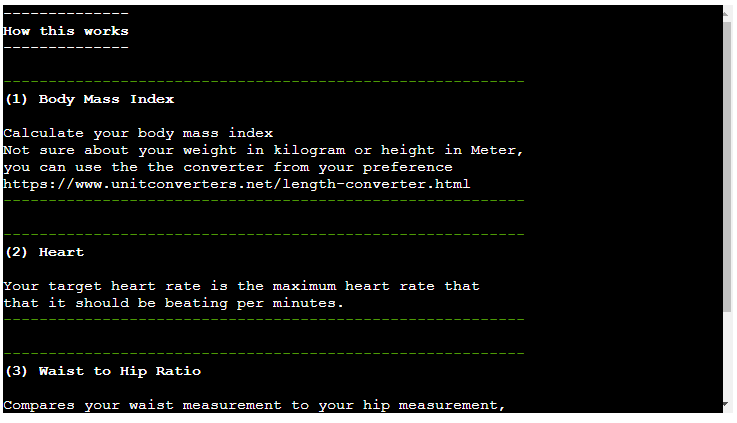 --------------
How this works
--------------
----------------------------------------------------------
(1) Body Mass Index
Calculate your body mass index
Not sure about your weight in kilogram or height in Meter,
you can use the the converter from your preference
https://www.unitconverters.net/length-converter.html
----------------------------------------------------------
----------------------------------------------------------
(2) Heart
Your target heart rate is the maximum heart rate that
that it should be beating per minutes.
----------------------------------------------------------
----------------------------------------------------------
(3) Waist to Hip Ratio
Compares your waist measurement to your hip measurement,